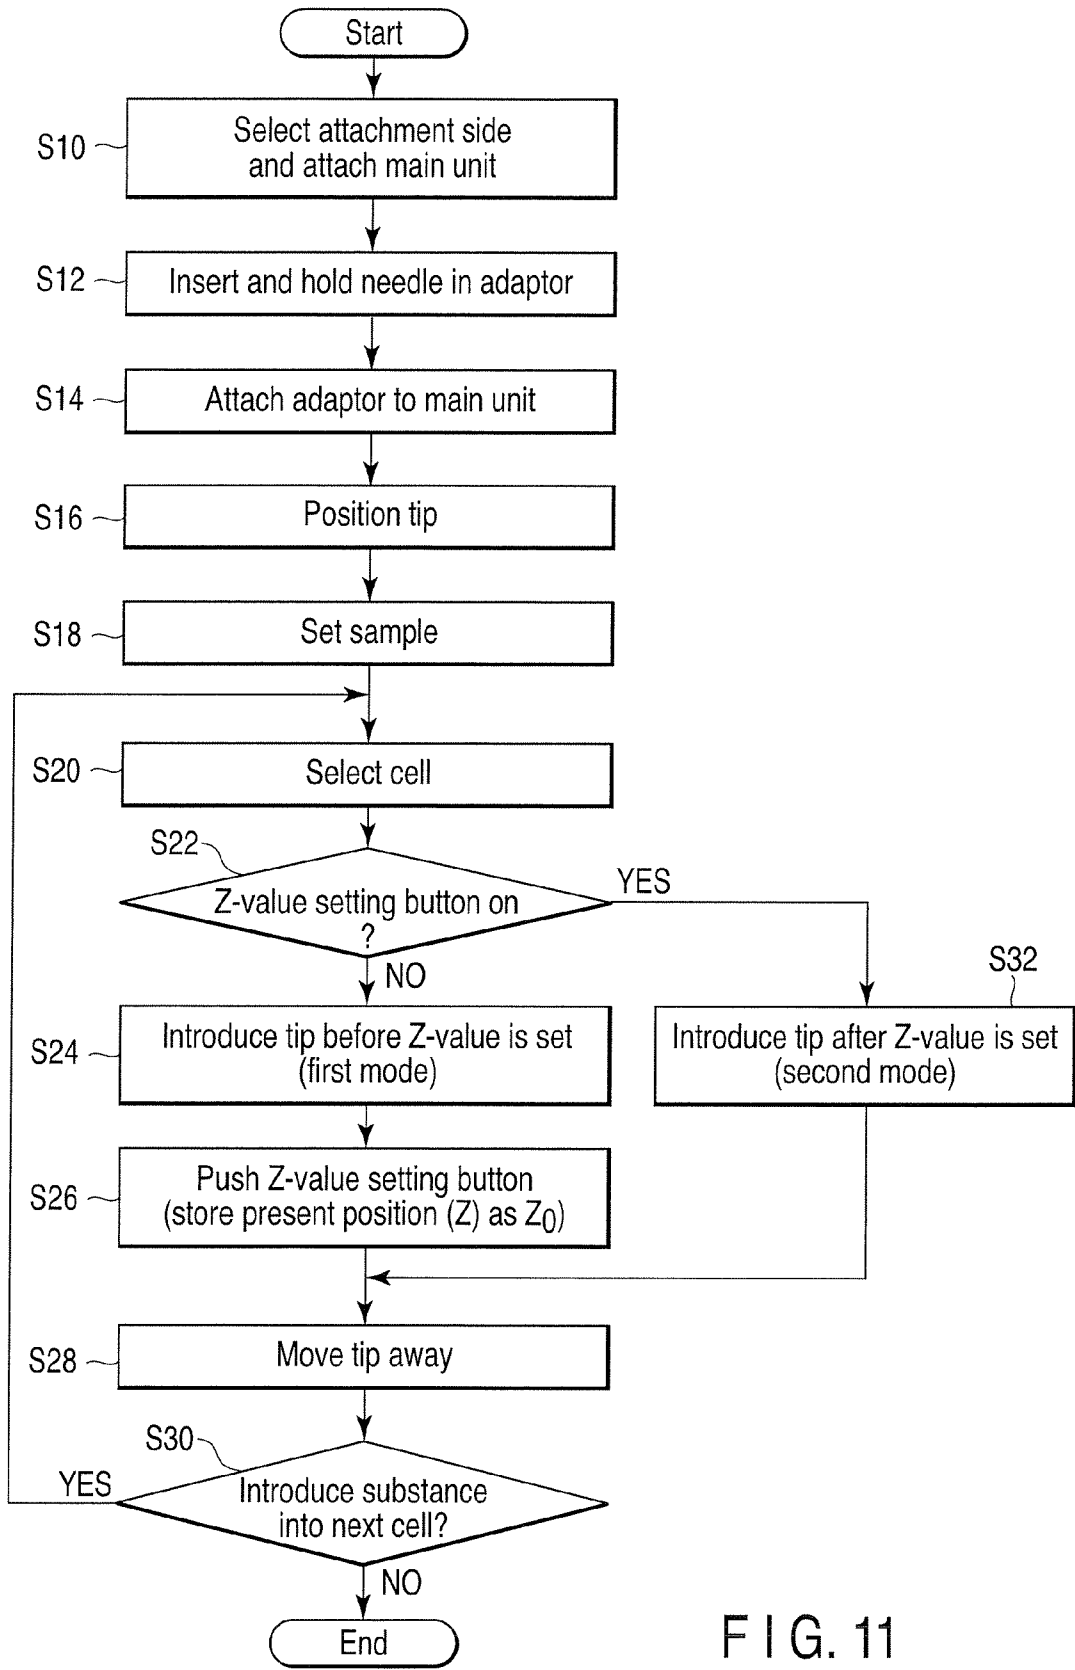 Start
S10
Select attachment side
and attach main unit
S12
Insert and hold needle in adaptor
S14
Attach adaptor to main unit
S16
Position tip
S18
Set sample
S20
Select cell
S22
Z-value setting button on
?
YES
NO
S24
Introduce tip before Z-value is set
(first mode)
S32
Introduce tip after Z-value is set
(second mode)
S26
Push Z-value setting button
(store present position (Z) as Z0)
S28
Move tip away
S30
Introduce substance
into next cell?
YES
NO
End
FIG. 11